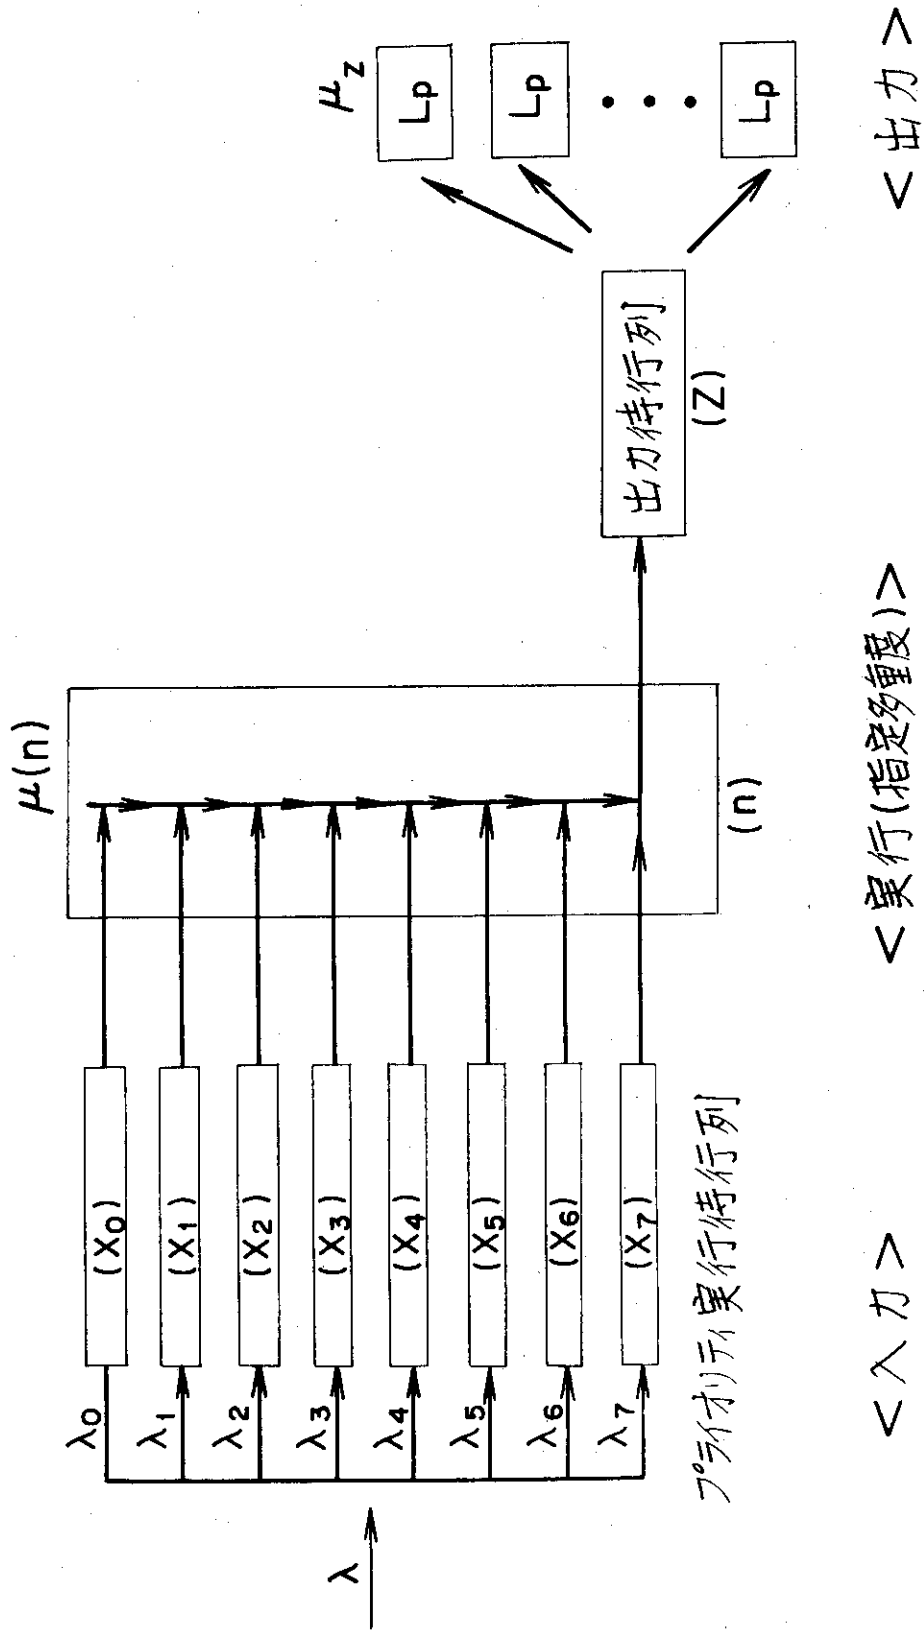 λ
λ0
λ1
λ2
λ3
λ4
λ5
λ6
λ7
(X0)
(X1)
(X2)
(X3)
(X4)
(X5)
(X6)
(X7)
プライオリティ実行待行列
μ(n)
(n)
出力待行列
(Z)
μz
Lp
Lp
• • •
Lp
<入力>
<実行(指定多重度)>
<出力>